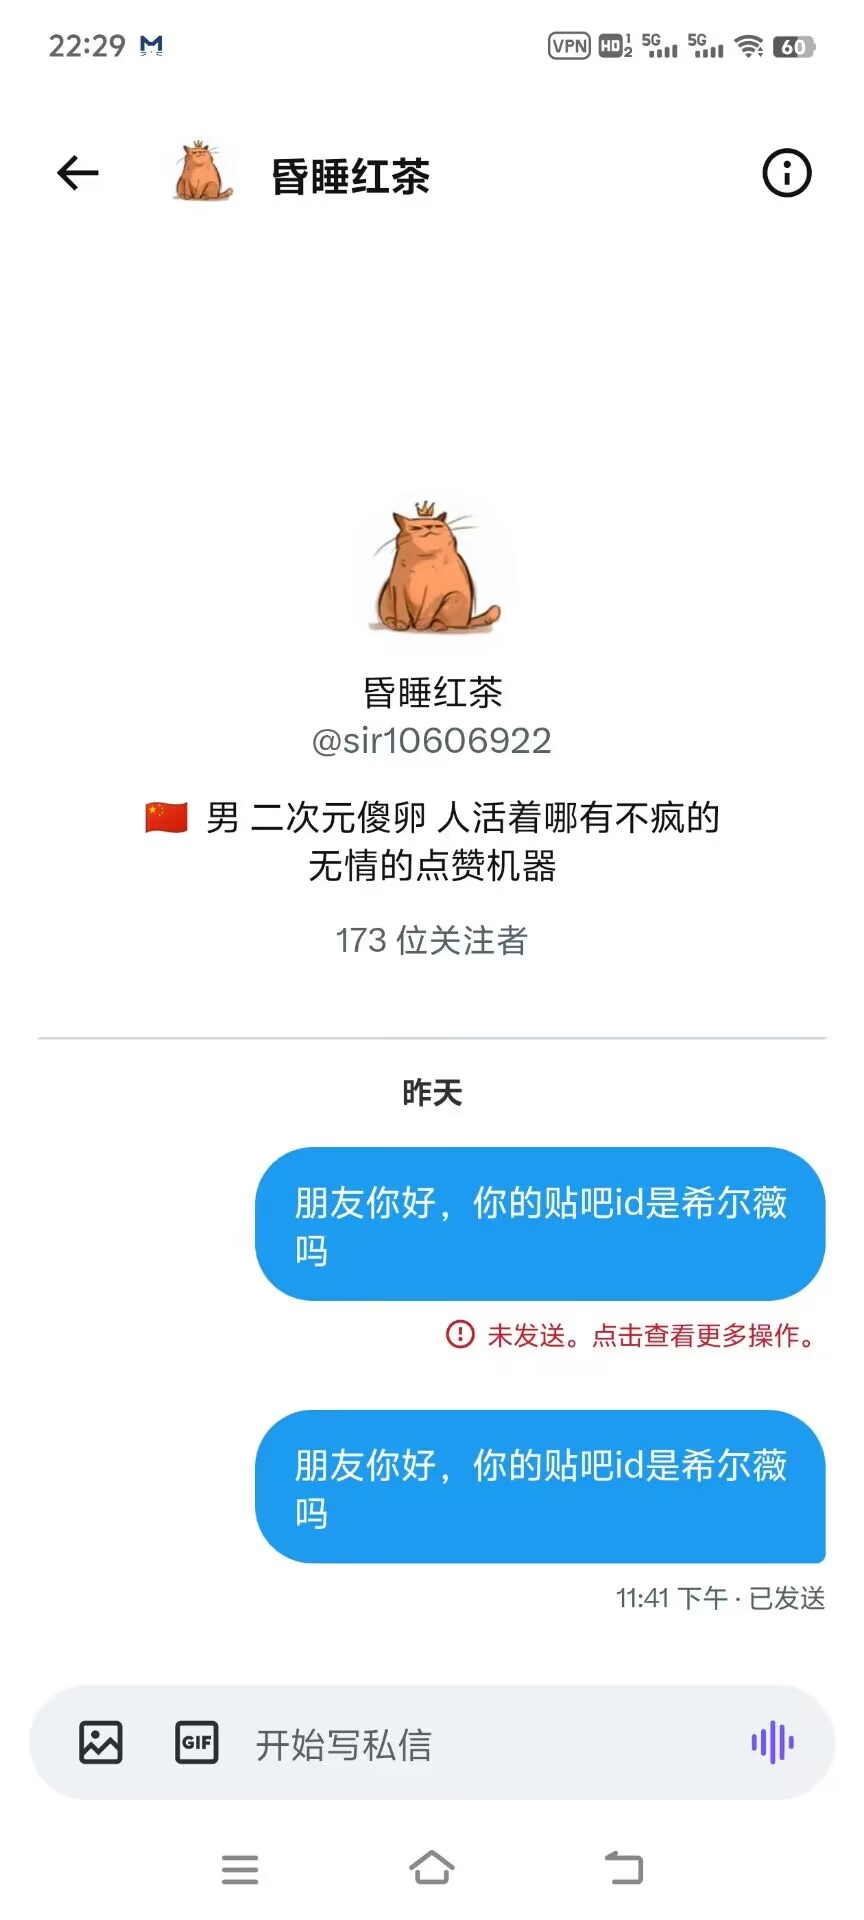 22:29
VPN HD 1 2 5G 5G 60
昏睡红茶
昏睡红茶
@sir10606922
🇨🇳 男 二次元傻卵 人活着哪有不疯的
无情的点赞机器
173 位关注者
昨天
朋友你好，你的贴吧id是希尔薇
吗
未发送。点击查看更多操作。
朋友你好，你的贴吧id是希尔薇
吗
11:41 下午 · 已发送
GIF 开始写私信